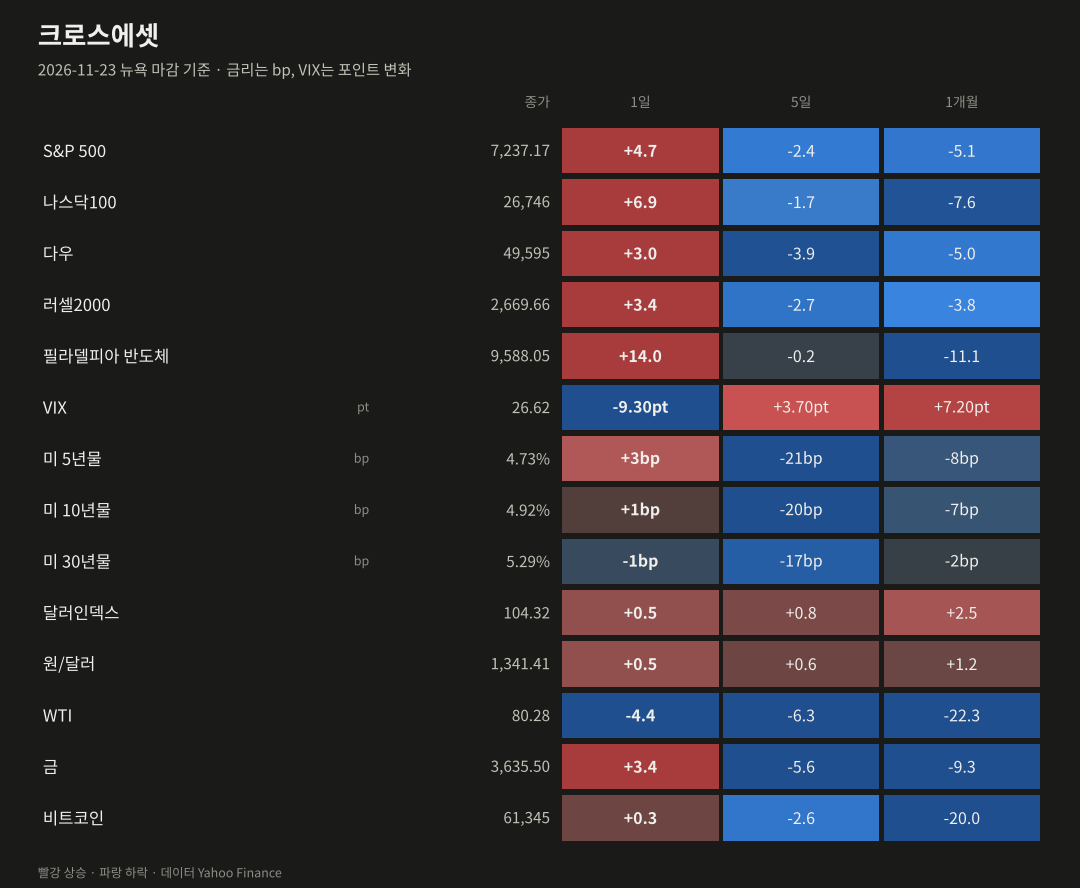 크로스에셋
2026-11-23 뉴욕 마감 기준 · 금리는 bp, VIX는 포인트 변화
종가 1일 5일 1개월
S&P 500 7,237.17 +4.7 -2.4 -5.1
나스닥100 26,746 +6.9 -1.7 -7.6
다우 49,595 +3.0 -3.9 -5.0
러셀2000 2,669.66 +3.4 -2.7 -3.8
필라델피아 반도체 9,588.05 +14.0 -0.2 -11.1
VIX pt 26.62 -9.30pt +3.70pt +7.20pt
미 5년물 bp 4.73% +3bp -21bp -8bp
미 10년물 bp 4.92% +1bp -20bp -7bp
미 30년물 bp 5.29% -1bp -17bp -2bp
달러인덱스 104.32 +0.5 +0.8 +2.5
원/달러 1,341.41 +0.5 +0.6 +1.2
WTI 80.28 -4.4 -6.3 -22.3
금 3,635.50 +3.4 -5.6 -9.3
비트코인 61,345 +0.3 -2.6 -20.0
빨강 상승 · 파랑 하락 · 데이터 Yahoo Finance